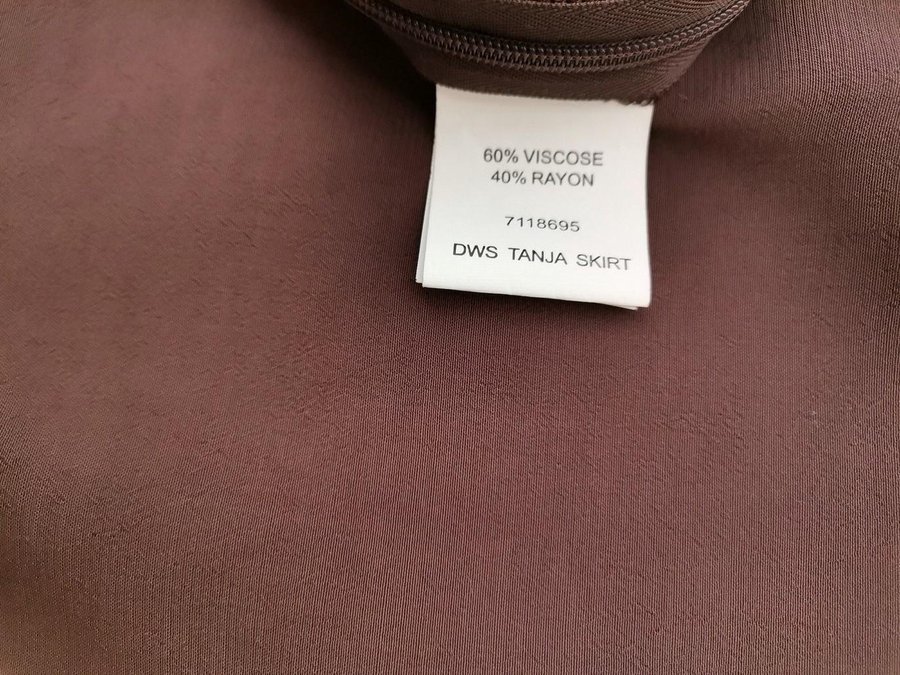 60% VISCOSE
40% RAYON
7118695
DWS TANJA SKIRT